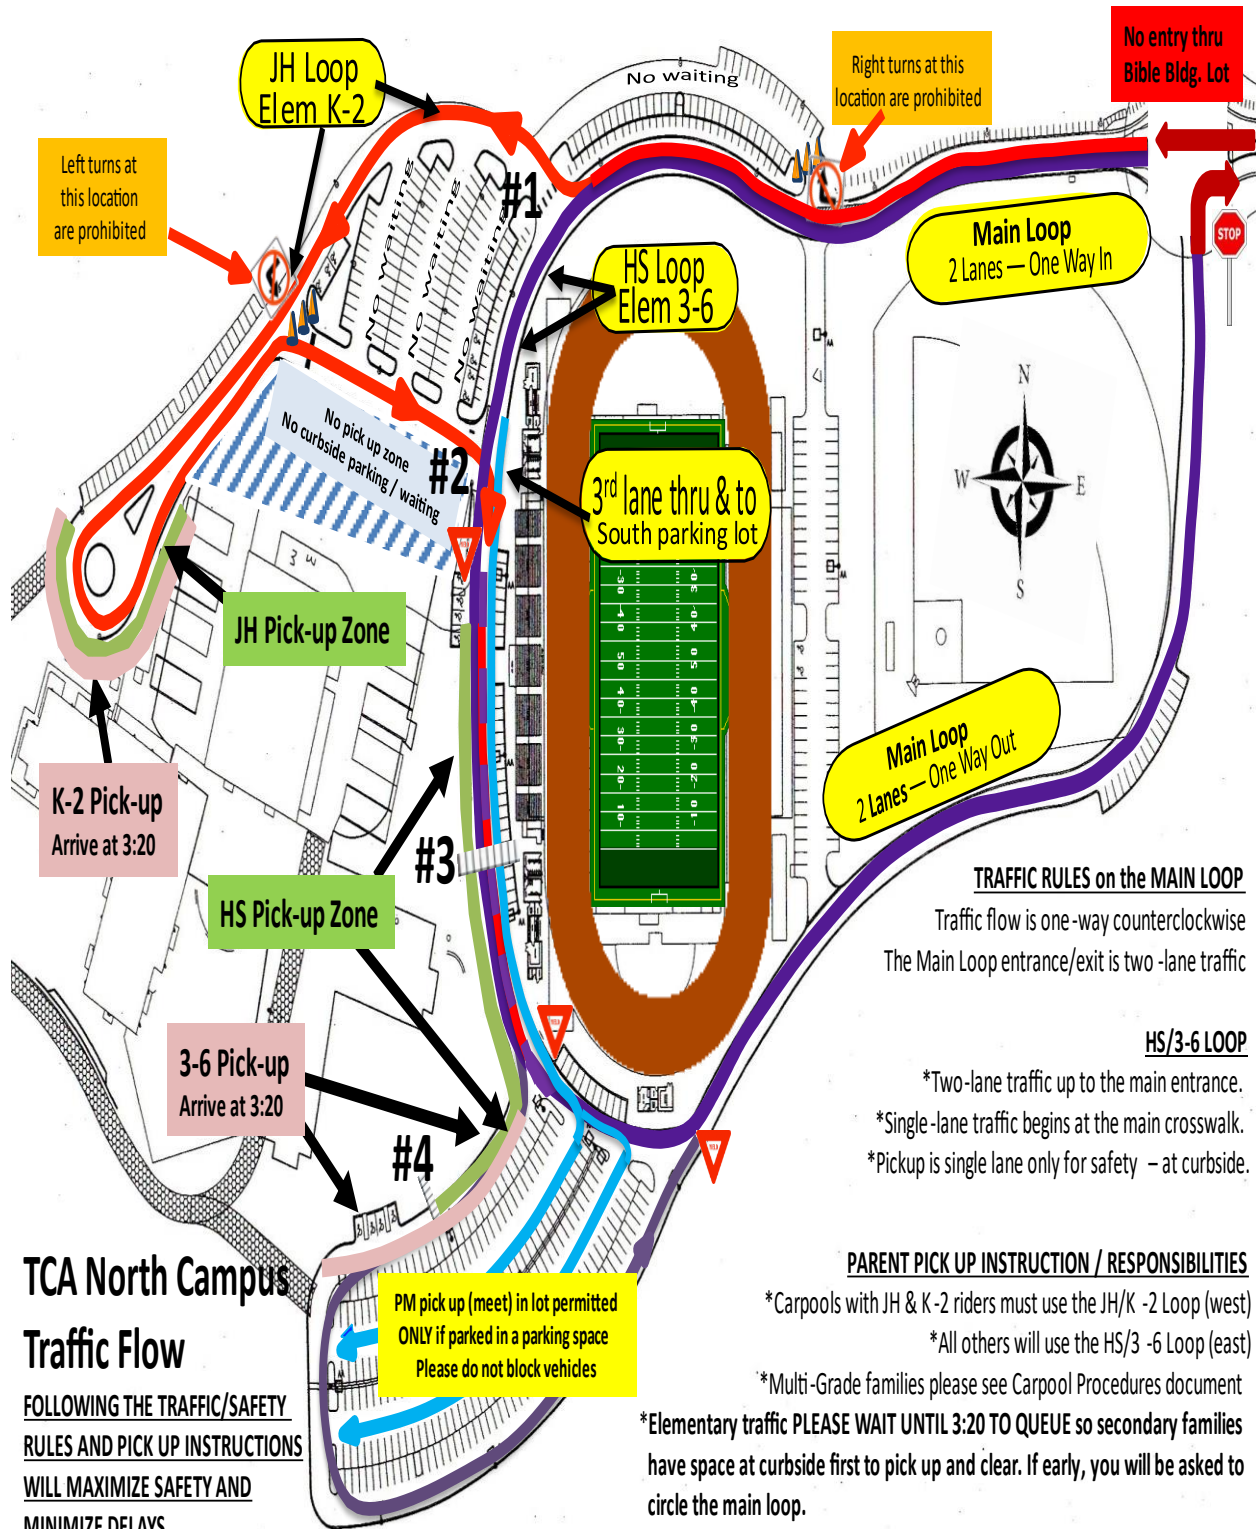 No entry thru
Bible Bldg. Lot
JH Loop
Elem K-2
No waiting
Right turns at this
location are prohibited
Left turns at
this location
are prohibited
#1
No waiting
No waiting
No waiting
STOP
Main Loop
2 Lanes — One Way In
HS Loop
Elem 3-6
N
W
E
S
No pick up zone
No curbside parking / waiting
#2
3rd lane thru & to
South parking lot
JH Pick-up Zone
K-2 Pick-up
Arrive at 3:20
Main Loop
2 Lanes — One Way Out
#3
HS Pick-up Zone
TRAFFIC RULES on the MAIN LOOP
Traffic flow is one -way counterclockwise
The Main Loop entrance/exit is two -lane traffic
3-6 Pick-up
Arrive at 3:20
HS/3-6 LOOP
*Two-lane traffic up to the main entrance.
*Single -lane traffic begins at the main crosswalk.
*Pickup is single lane only for safety – at curbside.
#4
TCA North Campus
Traffic Flow
FOLLOWING THE TRAFFIC/SAFETY
RULES AND PICK UP INSTRUCTIONS
WILL MAXIMIZE SAFETY AND
MINIMIZE DELAYS
PM pick up (meet) in lot permitted
ONLY if parked in a parking space
Please do not block vehicles
PARENT PICK UP INSTRUCTION / RESPONSIBILITIES
*Carpools with JH & K -2 riders must use the JH/K -2 Loop (west)
*All others will use the HS/3 -6 Loop (east)
*Multi-Grade families please see Carpool Procedures document
*Elementary traffic PLEASE WAIT UNTIL 3:20 TO QUEUE so secondary families
have space at curbside first to pick up and clear. If early, you will be asked to
circle the main loop.